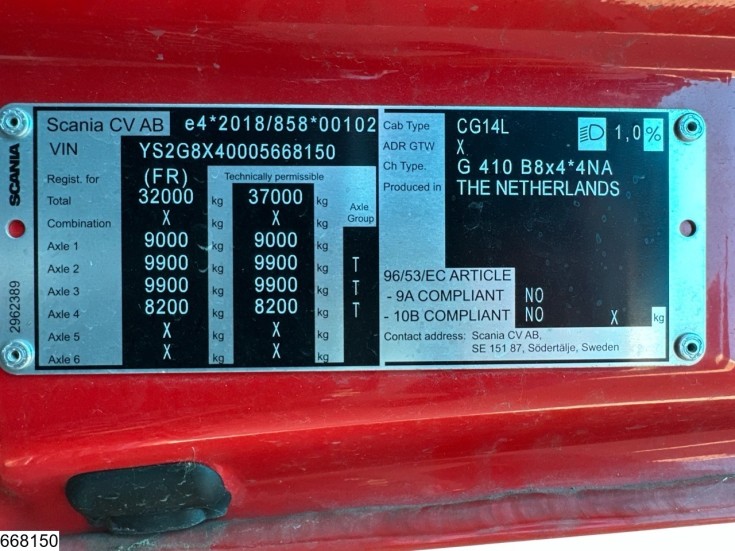 Scania CV AB e4*2018/858*00102
VIN YS2G8X40005668150
Regist. for (FR) Technically permissible
Total 32000 kg 37000 kg Axle Group
Combination X kg X kg
Axle 1 9000 kg 9000 kg
Axle 2 9900 kg 9900 kg T
Axle 3 9900 kg 9900 kg T
Axle 4 8200 kg 8200 kg T
Axle 5 X kg X kg
Axle 6 X kg X kg
Cab Type CG14L 1,0%
ADR GTW X
Ch Type. G 410 B8x4*4NA
Produced in THE NETHERLANDS
96/53/EC ARTICLE
- 9A COMPLIANT NO
- 10B COMPLIANT NO X kg
Contact address: Scania CV AB,
SE 151 87, Södertälje, Sweden
SCANIA
2962389
668150